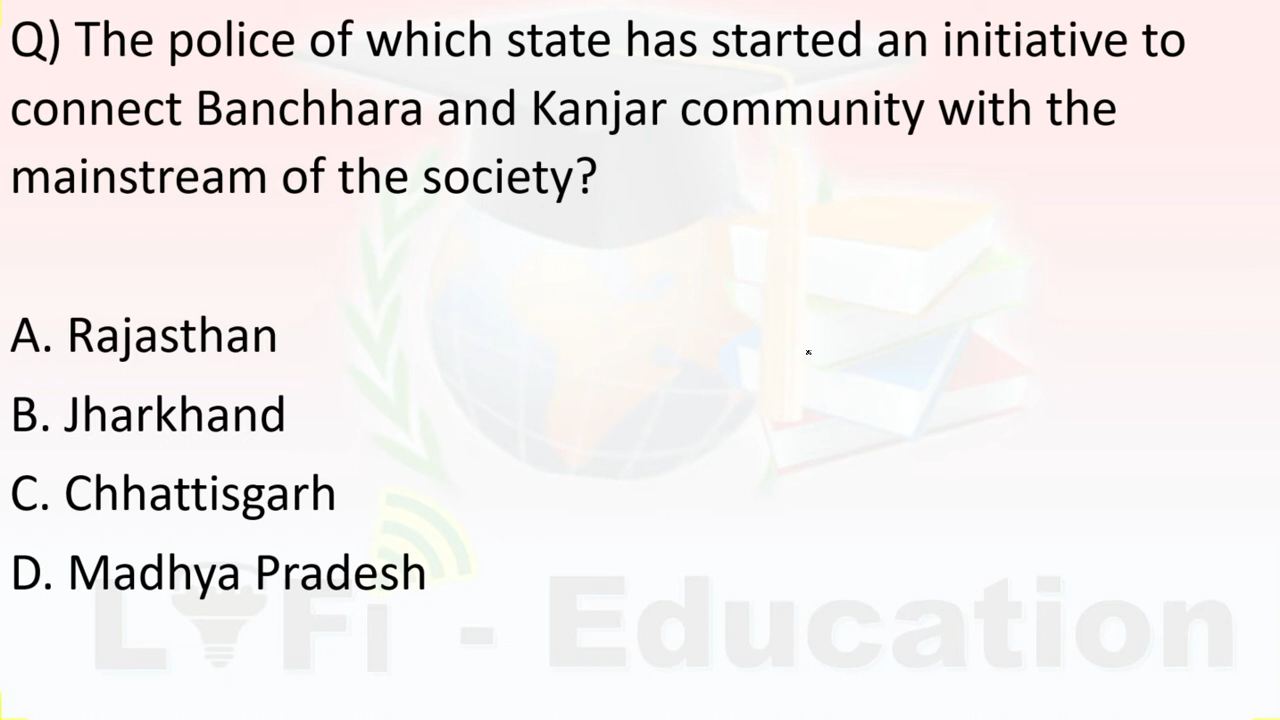 Q) The police of which state has started an initiative to
connect Banchhara and Kanjar community with the
mainstream of the society?
A. Rajasthan
B. Jharkhand
C. Chhattisgarh
D. Madhya Pradesh
L Fi - Education